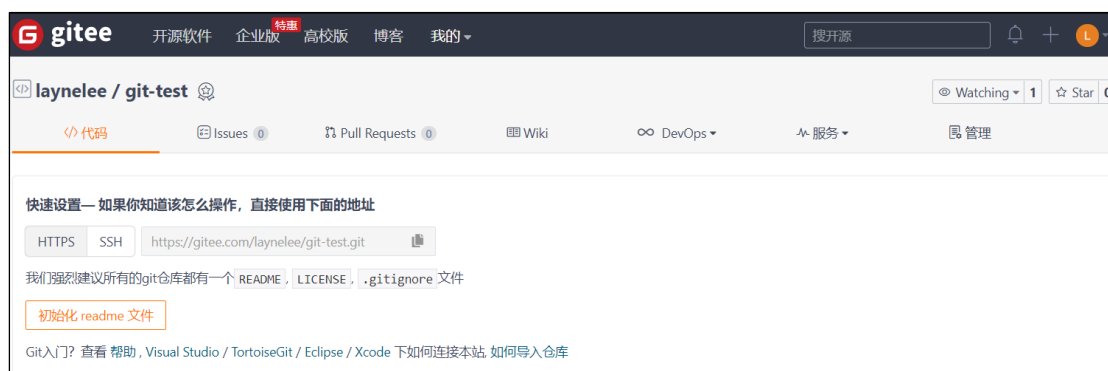 G gitee 开源软件 企业版 特惠 高校版 博客 我的 搜开源 L
laynelee / git-test Watching 1 Star 0
</> 代码 Issues 0 Pull Requests 0 Wiki DevOps 服务 管理
快速设置— 如果你知道该怎么操作，直接使用下面的地址
HTTPS SSH https://gitee.com/laynelee/git-test.git
我们强烈建议所有的git仓库都有一个 README , LICENSE , .gitignore 文件
初始化 readme 文件
Git入门？查看 帮助 , Visual Studio / TortoiseGit / Eclipse / Xcode 下如何连接本站, 如何导入仓库